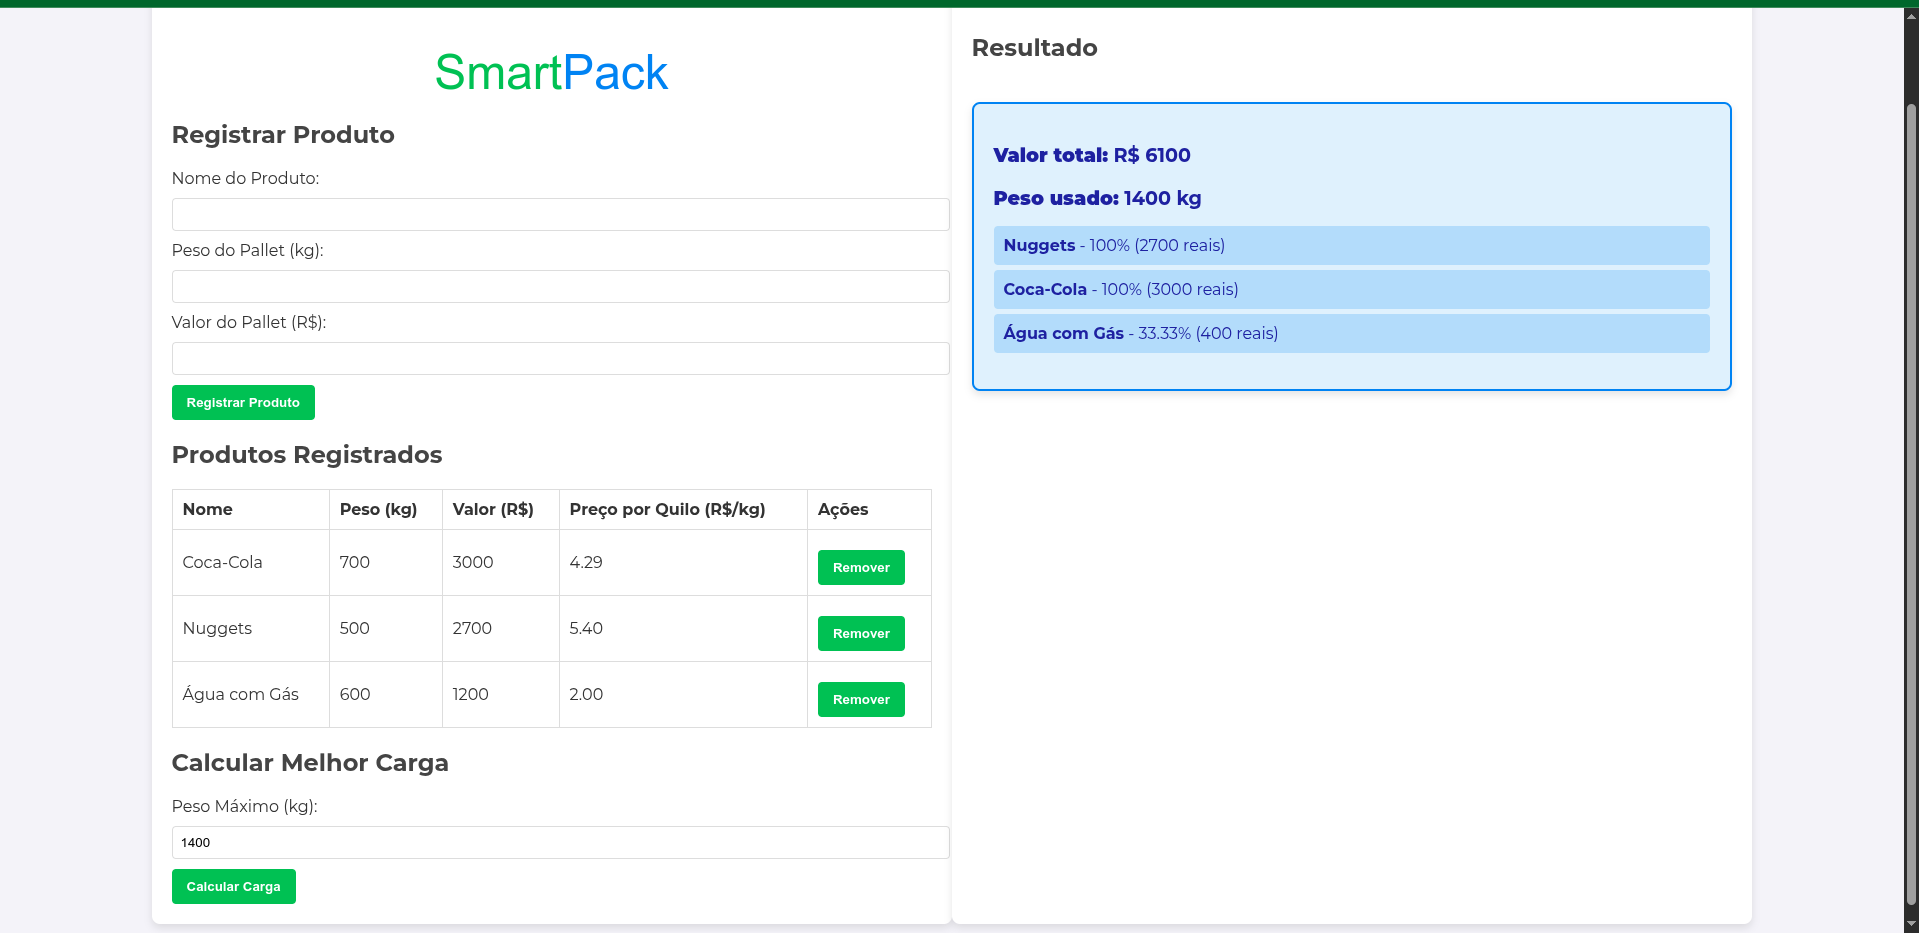 SmartPack
Registrar Produto
Nome do Produto:
Peso do Pallet (kg):
Valor do Pallet (R$):
Registrar Produto
Produtos Registrados
Nome Peso (kg) Valor (R$) Preço por Quilo (R$/kg) Ações
Coca-Cola 700 3000 4.29 Remover
Nuggets 500 2700 5.40 Remover
Água com Gás 600 1200 2.00 Remover
Calcular Melhor Carga
Peso Máximo (kg):
1400
Calcular Carga
Resultado
Valor total: R$ 6100
Peso usado: 1400 kg
Nuggets - 100% (2700 reais)
Coca-Cola - 100% (3000 reais)
Água com Gás - 33.33% (400 reais)